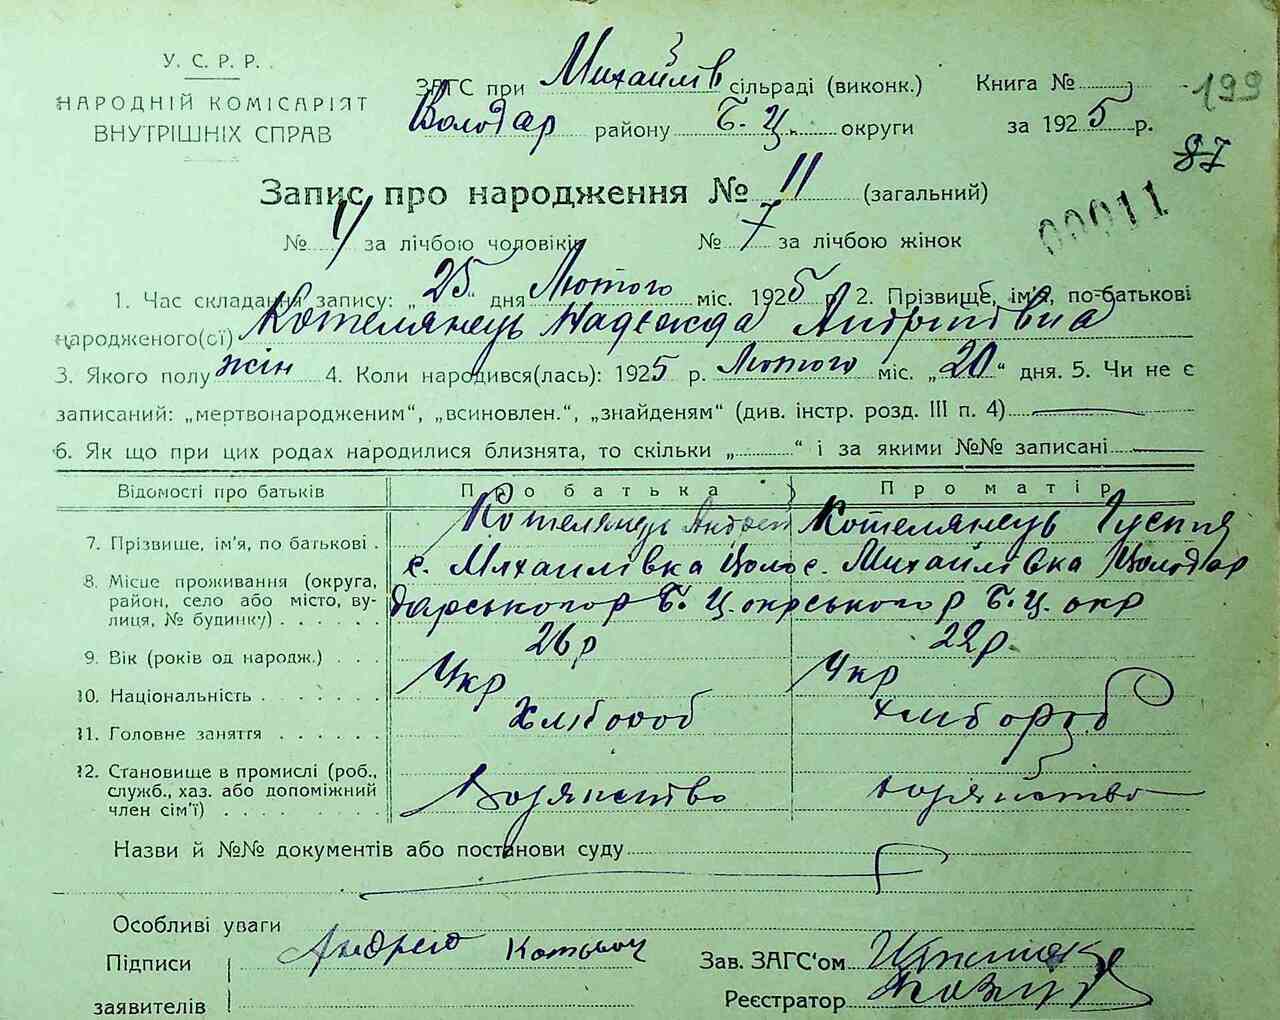 У. С. Р. Р.
НАРОДНІЙ КОМІСАРІЯТ
ВНУТРІШНІХ СПРАВ
ЗАГС при Михайлів сільраді (виконк.) Книга № 199
Володар району Б. Ц. округи за 1925 р.
87
Запис про народження № 11 (загальний)
№ 4 за лічбою чоловіків № 7 за лічбою жінок
00011
1. Час складання запису: „25“ дня Лютого міс. 1925 р. 2. Прізвище, ім'я, по-батькові
народженого(ої) Котелянець Надежда Андріївна
3. Якого полу жін 4. Коли народився(лась): 1925 р. Лютого міс. „20“ дня. 5. Чи не є
записаний: „мертвонародженим“, „всиновлен.“, „знайденям“ (див. інстр. розд. III п. 4)
6. Як що при цих родах народилися близнята, то скільки „ “ і за якими №№ записані
Відомості про батьків Про батька Про матір
7. Прізвище, ім'я, по батькові . Котелянець Андрей Котелянець
8. Місце проживання (округа, район, село або місто, вулиця, № будинку) . . . . . .
с. Михайлівка Воло с. Михайлівка Володар
дарського р Б. Ц. окр ського р Б. Ц. окр
9. Вік (років од народж.) . . . 26 р 22 р.
10. Національність . . . . . . . Укр Укр
11. Головне заняття . . . . . . Хлібороб хлібороб
12. Становище в промислі (роб., служб., хаз. або допоміжний член сім'ї) . . . . . . . .
Назви й №№ документів або постанови суду
Особливі уваги
Підписи Андрей Зав. ЗАГС'ом
заявителів Реєстратор